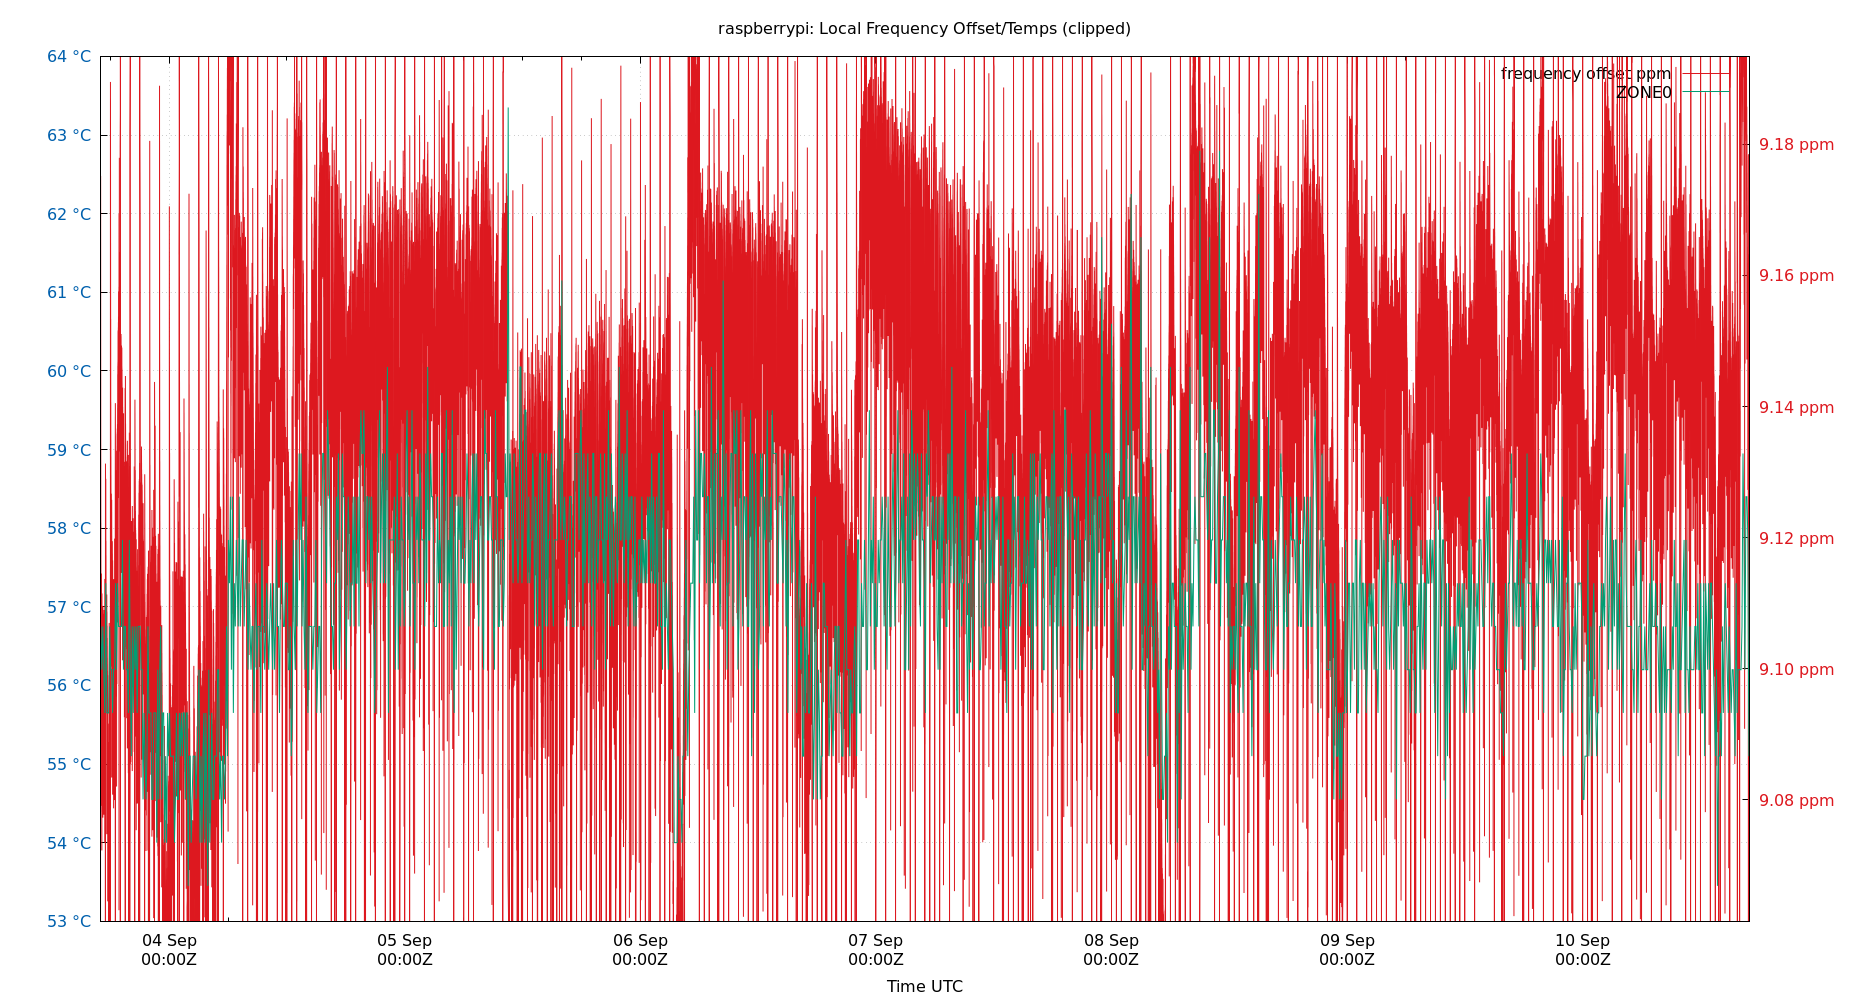 raspberrypi: Local Frequency Offset/Temps (clipped)
64 °C
63 °C
62 °C
61 °C
60 °C
59 °C
58 °C
57 °C
56 °C
55 °C
54 °C
53 °C
frequency offset ppm
ZONE0
9.18 ppm
9.16 ppm
9.14 ppm
9.12 ppm
9.10 ppm
9.08 ppm
04 Sep
00:00Z
05 Sep
00:00Z
06 Sep
00:00Z
07 Sep
00:00Z
08 Sep
00:00Z
09 Sep
00:00Z
10 Sep
00:00Z
Time UTC